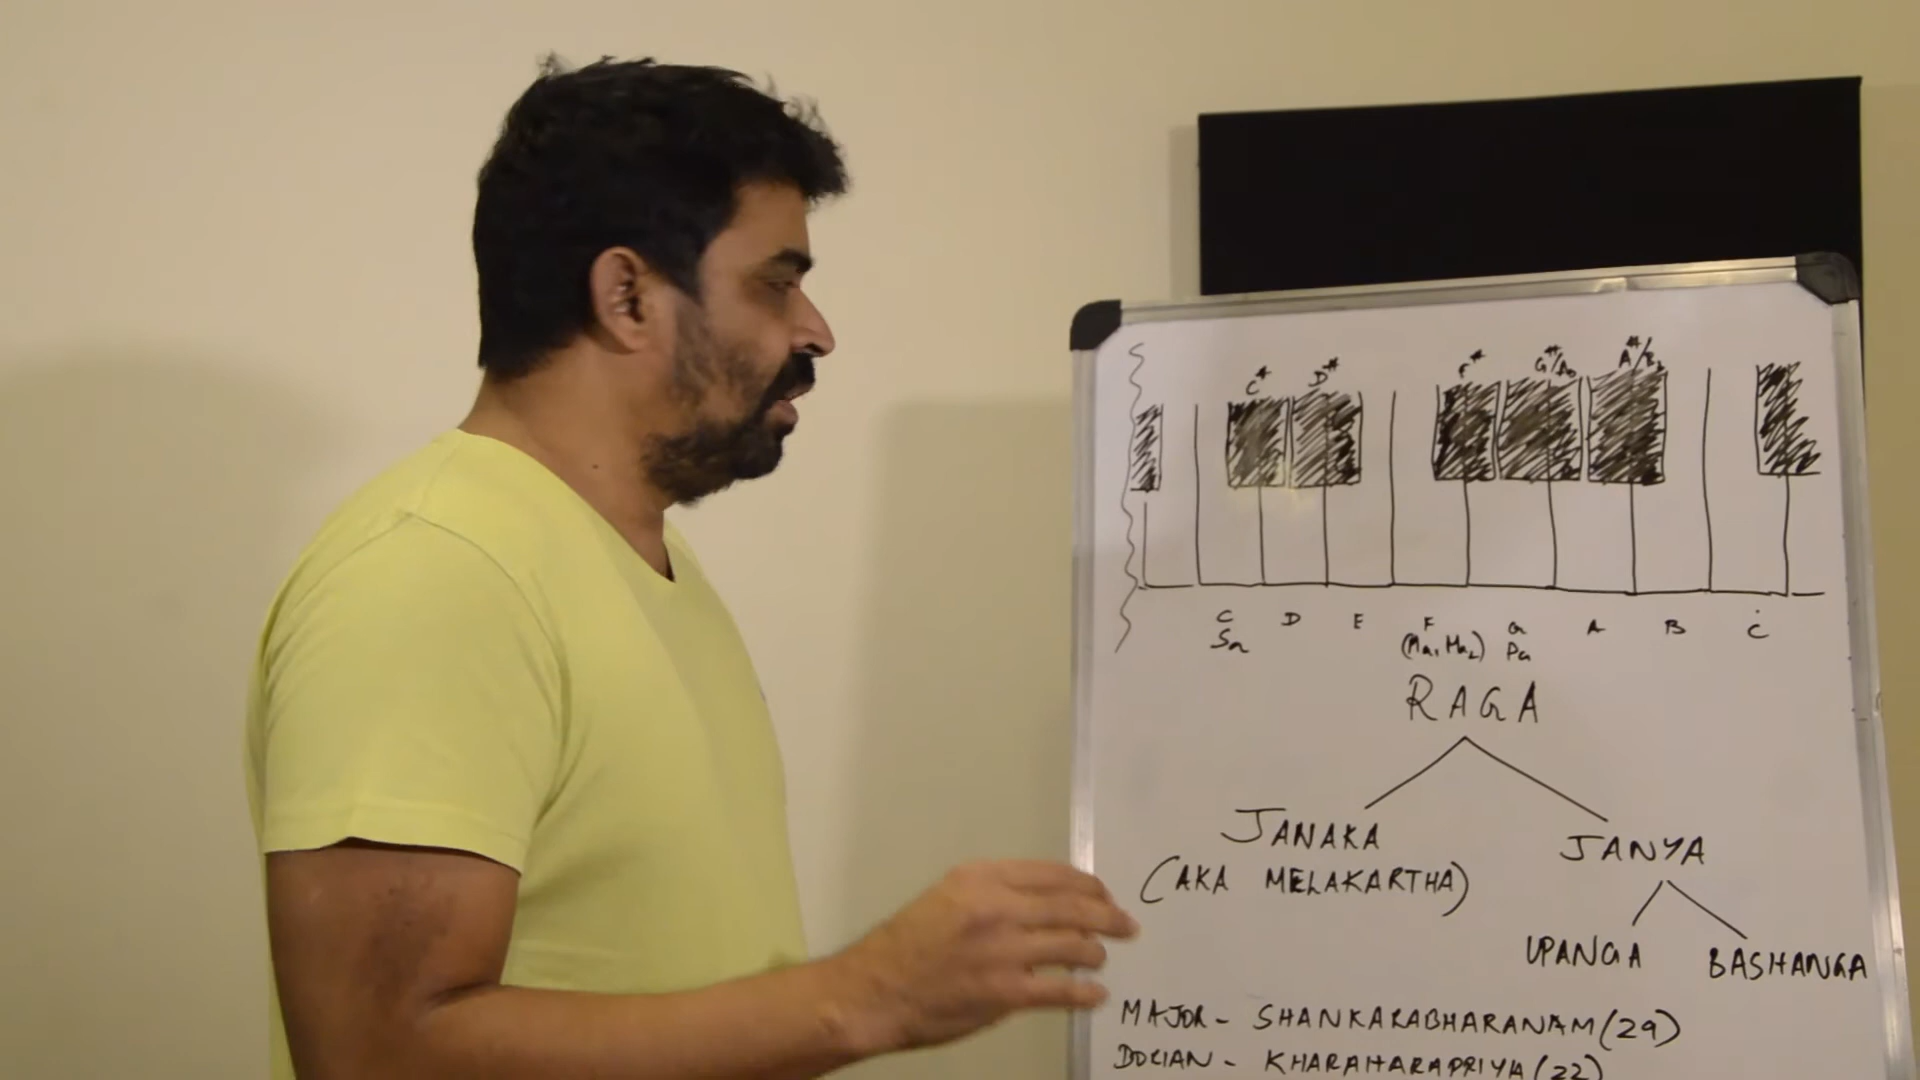 C# D# F# G#/Ab A#/Bb
C D E F G A B Ċ
Sa (Ma₁ Ma₂) Pa
RAGA
JANAKA JANYA
(AKA MELAKARTHA)
UPANGA BASHANGA
MAJOR - SHANKARABHARANAM (29)
DORIAN - KHARAHARAPRIYA (22)